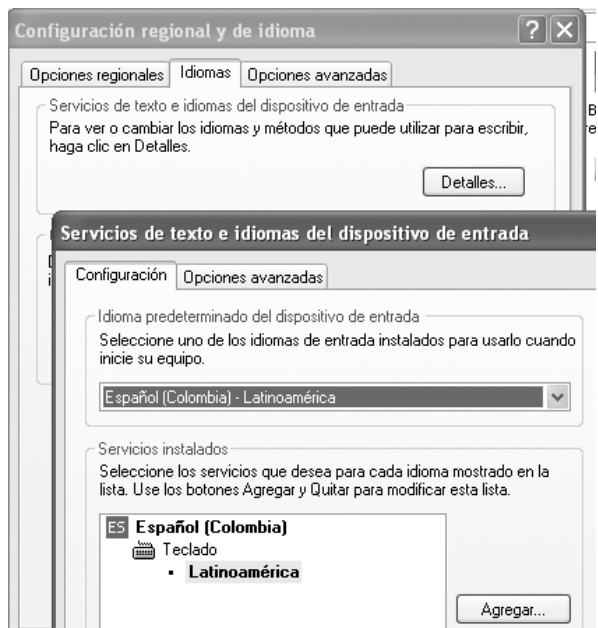 Configuración regional y de idioma
Opciones regionales Idiomas Opciones avanzadas
Servicios de texto e idiomas del dispositivo de entrada
Para ver o cambiar los idiomas y métodos que puede utilizar para escribir,
haga clic en Detalles.
Detalles...
Servicios de texto e idiomas del dispositivo de entrada
Configuración Opciones avanzadas
Idioma predeterminado del dispositivo de entrada
Seleccione uno de los idiomas de entrada instalados para usarlo cuando
inicie su equipo.
Español (Colombia) - Latinoamérica
Servicios instalados
Seleccione los servicios que desea para cada idioma mostrado en la
lista. Use los botones Agregar y Quitar para modificar esta lista.
ES Español (Colombia)
Teclado
• Latinoamérica
Agregar...